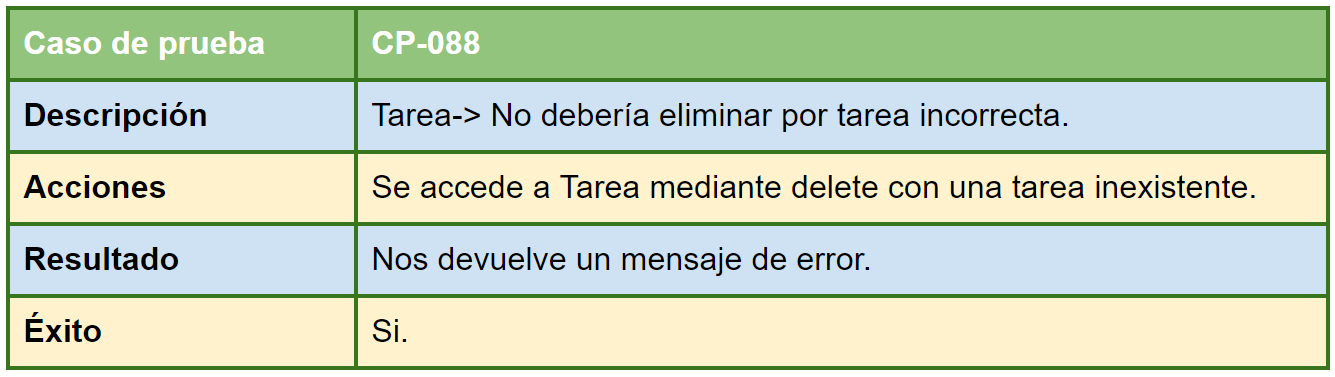 Caso de prueba CP-088
Descripción Tarea-> No debería eliminar por tarea incorrecta.
Acciones Se accede a Tarea mediante delete con una tarea inexistente.
Resultado Nos devuelve un mensaje de error.
Éxito Si.